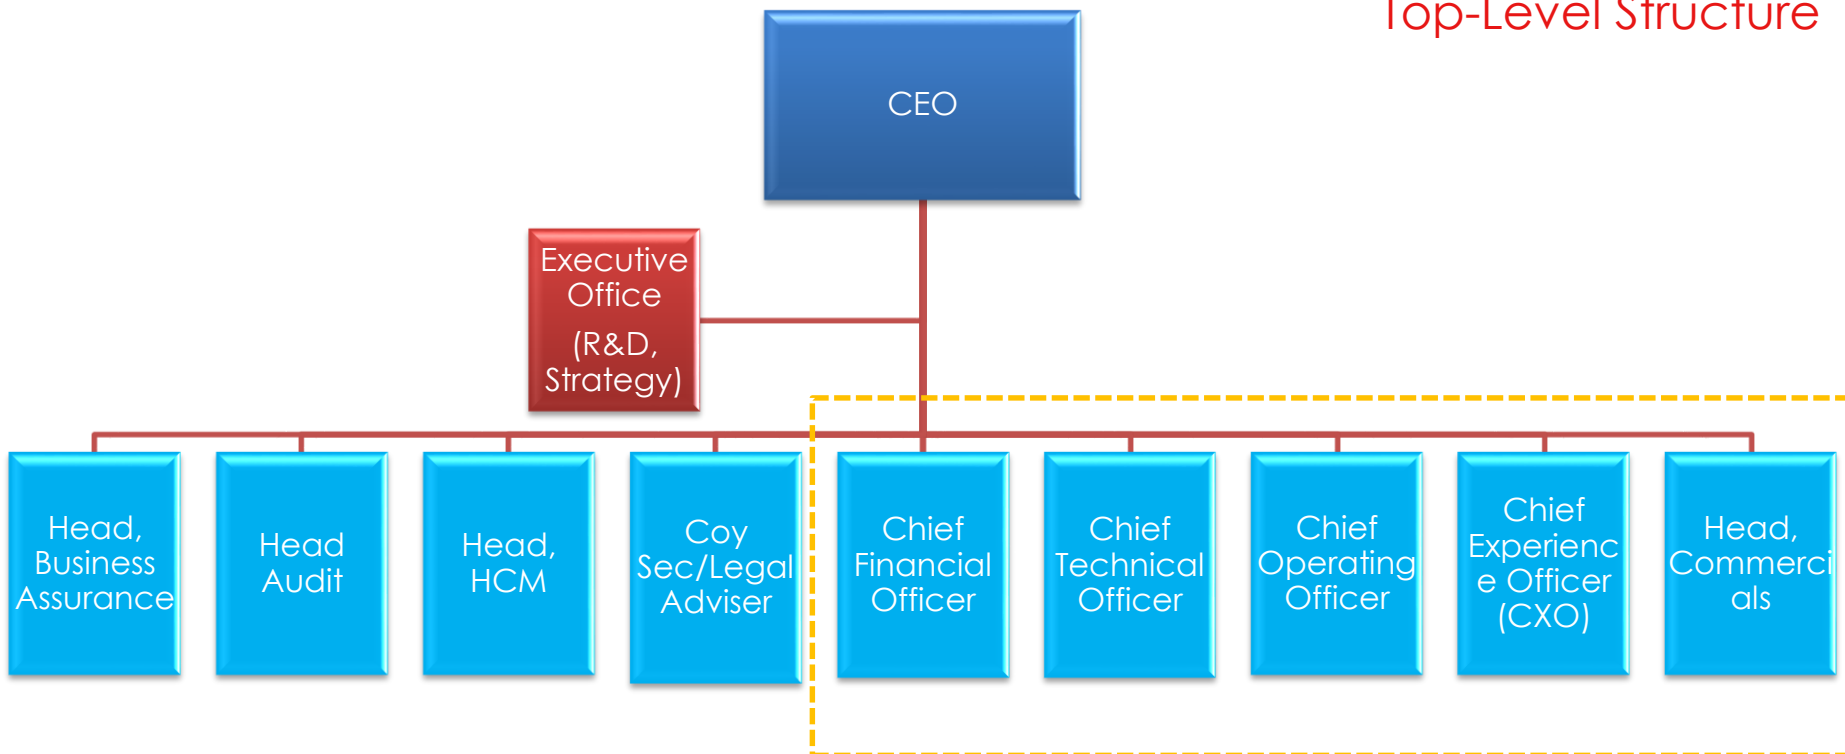 Top-Level Structure
CEO
Executive
Office
(R&D,
Strategy)
Head,
Business
Assurance
Head
Audit
Head,
HCM
Coy
Sec/Legal
Adviser
Chief
Financial
Officer
Chief
Technical
Officer
Chief
Operating
Officer
Chief
Experienc
e Officer
(CXO)
Head,
Commerci
als